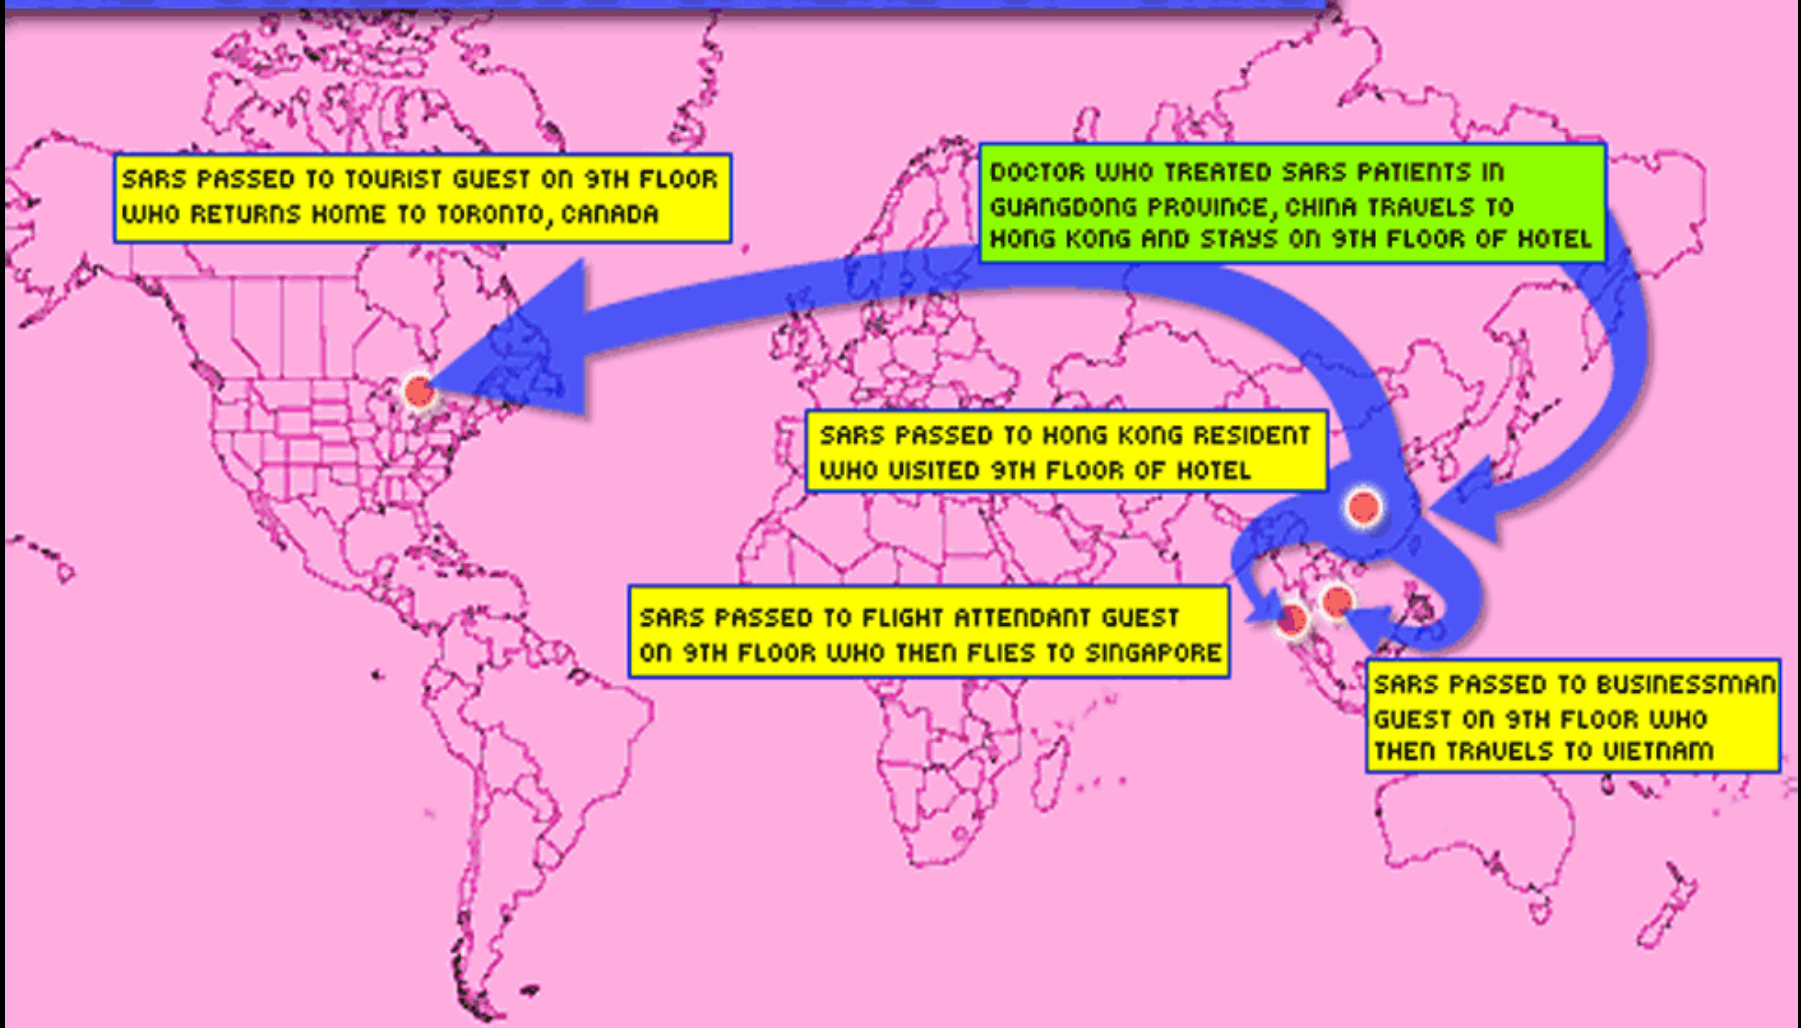 SARS PASSED TO TOURIST GUEST ON 9TH FLOOR
WHO RETURNS HOME TO TORONTO, CANADA
DOCTOR WHO TREATED SARS PATIENTS IN
GUANGDONG PROVINCE, CHINA TRAVELS TO
HONG KONG AND STAYS ON 9TH FLOOR OF HOTEL
SARS PASSED TO HONG KONG RESIDENT
WHO VISITED 9TH FLOOR OF HOTEL
SARS PASSED TO FLIGHT ATTENDANT GUEST
ON 9TH FLOOR WHO THEN FLIES TO SINGAPORE
SARS PASSED TO BUSINESSMAN
GUEST ON 9TH FLOOR WHO
THEN TRAVELS TO VIETNAM